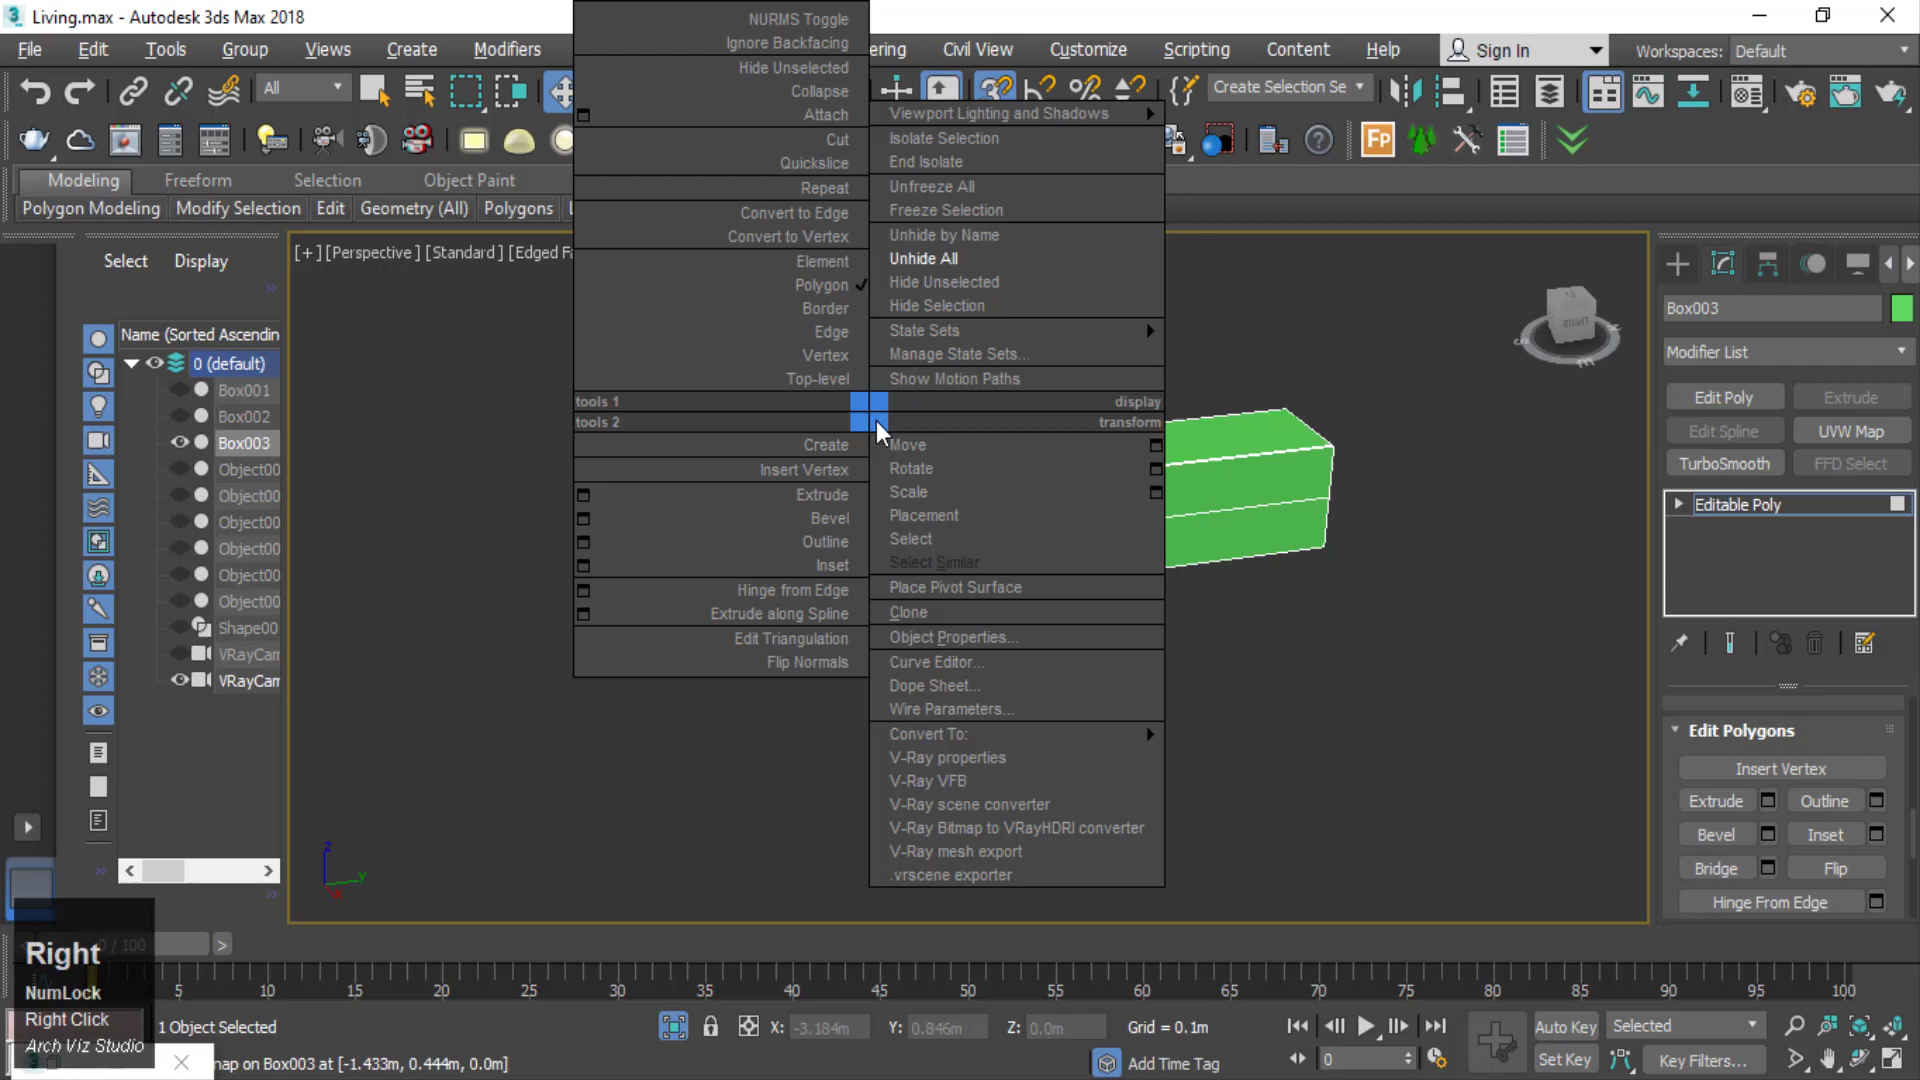 Living.max - Autodesk 3ds Max 2018
File Edit Tools Group Views Create Modifiers ering Civil View Customize Scripting Content Help Sign In Workspaces: Default
All Create Selection Se
Fp
Modeling Freeform Selection Object Paint
Polygon Modeling Modify Selection Edit Geometry (All) Polygons
NURMS Toggle
Ignore Backfacing
Hide Unselected
Collapse
Attach
Cut
Quickslice
Repeat
Convert to Edge
Convert to Vertex
Element
Polygon
Border
Edge
Vertex
Top-level
tools 1
tools 2
Create
Insert Vertex
Extrude
Bevel
Outline
Inset
Hinge from Edge
Extrude along Spline
Edit Triangulation
Flip Normals
Viewport Lighting and Shadows
Isolate Selection
End Isolate
Unfreeze All
Freeze Selection
Unhide by Name
Unhide All
Hide Unselected
Hide Selection
State Sets
Manage State Sets...
Show Motion Paths
display
transform
Move
Rotate
Scale
Placement
Select
Select Similar
Place Pivot Surface
Clone
Object Properties...
Curve Editor...
Dope Sheet...
Wire Parameters...
Convert To:
V-Ray properties
V-Ray VFB
V-Ray scene converter
V-Ray Bitmap to VRayHDRI converter
V-Ray mesh export
.vrscene exporter
Select Display
Name (Sorted Ascendin
0 (default)
Box001
Box002
Box003
Object00
Object00
Object00
Object00
Object00
Object00
Shape00
VRayCam
VRayCam
[+] [Perspective] [Standard] [Edged Fa
RIGHT
z
y
Box003
Modifier List
Edit Poly Extrude
Edit Spline UVW Map
TurboSmooth FFD Select
Editable Poly
Edit Polygons
Insert Vertex
Extrude Outline
Bevel Inset
Bridge Flip
Hinge From Edge
0 / 100
5 10 15 20 25 30 35 40 45 50 55 60 65 70 75 80 85 90 95 100
Right
NumLock
Right Click
Arch Viz Studio
1 Object Selected X: -3.184m Y: 0.846m Z: 0.0m Grid = 0.1m Auto Key Selected
nap on Box003 at [-1.433m, 0.444m, 0.0m] Add Time Tag 0 Set Key Key Filters...